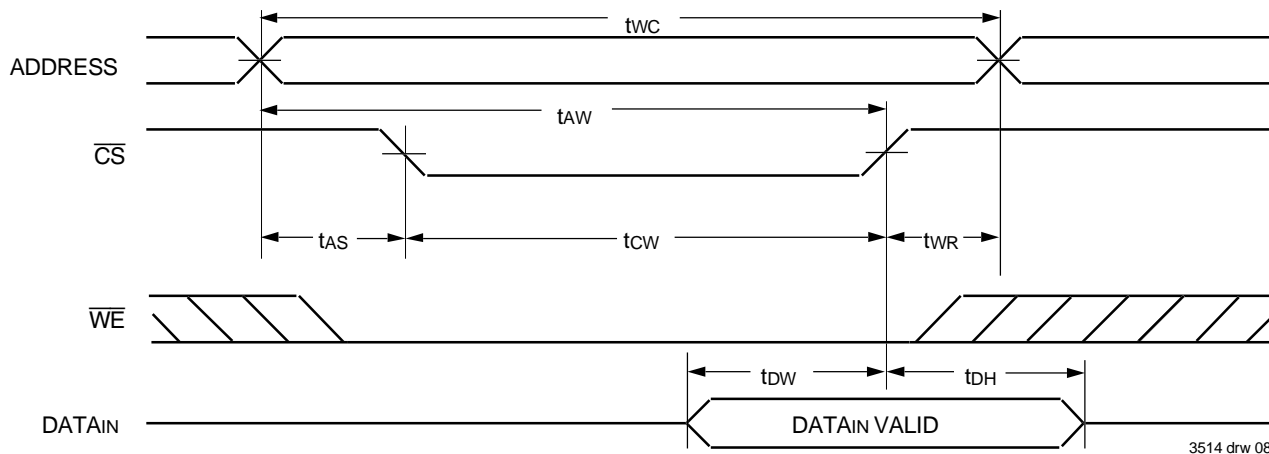 tWC
ADDRESS
tAW
CS
tAS
tCW
tWR
WE
tDW
tDH
DATAIN
DATAIN VALID
3514 drw 08